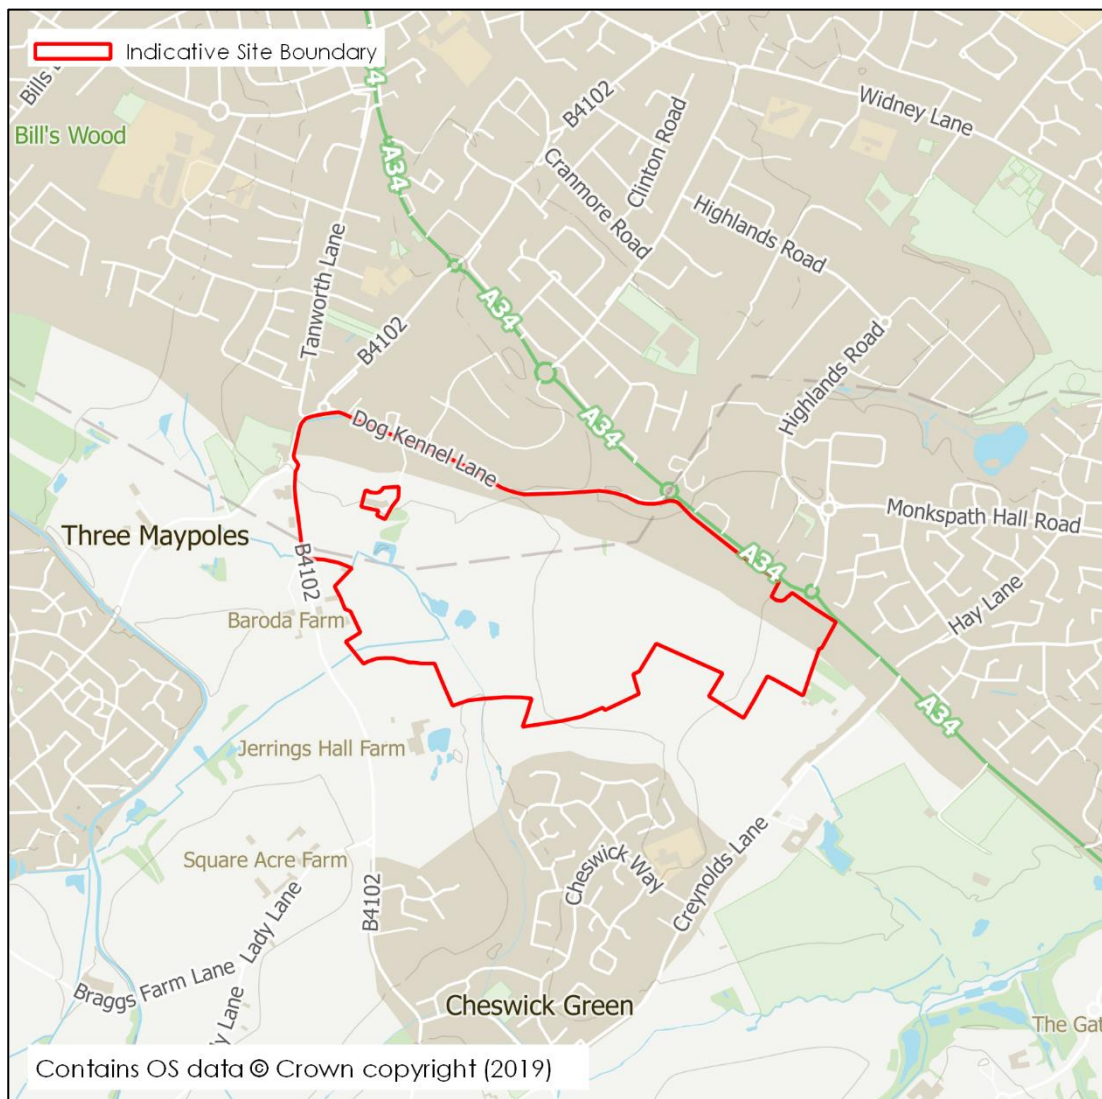 Indicative Site Boundary
Bills
Bill's Wood
A34
B4102
Widney Lane
Clinton Road
Cranmore Road
Highlands Road
Tanworth Lane
B4102
A34
Highlands Road
Dog Kennel Lane
A34
Monkspath Hall Road
Three Maypoles
B4102
A34
Hay Lane
Baroda Farm
A34
Jerrings Hall Farm
Square Acre Farm
Cheswick Way
Creynolds Lane
B4102
Lady Lane
Braggs Farm Lane
Cheswick Green
y Lane
The Gat
Contains OS data © Crown copyright (2019)